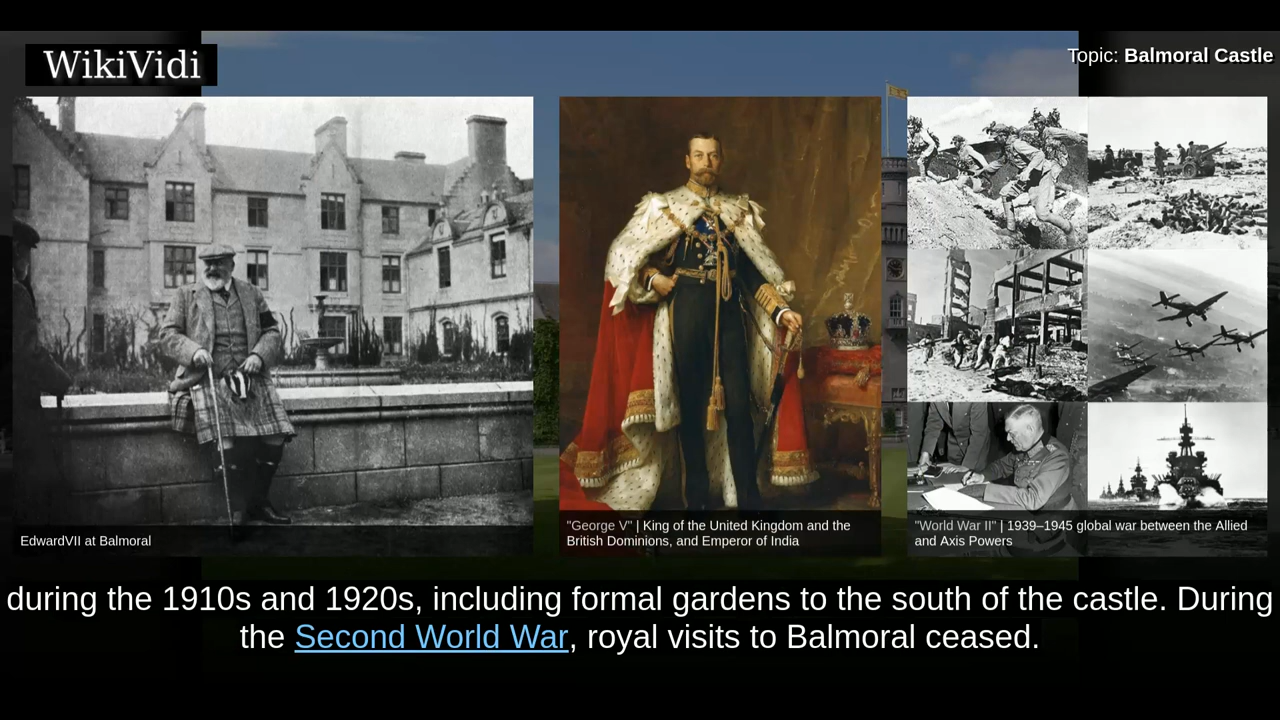 WikiVidi
Topic: Balmoral Castle
EdwardVII at Balmoral
"George V" | King of the United Kingdom and the
British Dominions, and Emperor of India
"World War II" | 1939–1945 global war between the Allied
and Axis Powers
during the 1910s and 1920s, including formal gardens to the south of the castle. During
the Second World War, royal visits to Balmoral ceased.